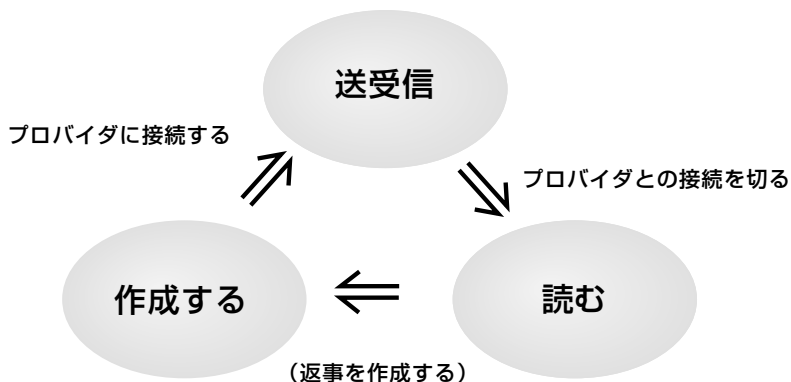 送受信
プロバイダに接続する
プロバイダとの接続を切る
作成する
読む
（返事を作成する）